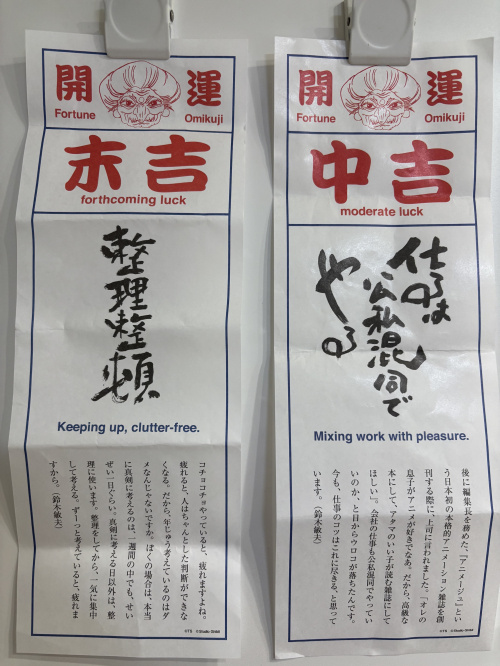 開運
Fortune Omikuji
末吉
forthcoming luck
整理整頓
Keeping up, clutter-free.
コチョコチョやっていると、疲れますよね。
疲れると、人はちゃんとした判断ができな
くなる。だから、年じゅう考えているのはダ
メなんじゃないですか。ぼくの場合は、本当
に真剣に考えるのは、一週間の中でも、せい
ぜい一日ぐらい。真剣に考える日以外は、整
理に使います。整理をしてから、一気に集中
して考える。ずーっと考えていると、疲れま
すから。(鈴木敏夫)
©TS ©Studio Ghibli
開運
Fortune Omikuji
中吉
moderate luck
仕事は
公私混同で
やる
Mixing work with pleasure.
後に編集長を務めた、「アニメージュ」とい
う日本初の本格的アニメーション雑誌を創
刊する際に、上司に言われました。「オレの
息子がアニメが好きでなあ。だから、高級な
本にして、アタマのいい子が読む雑誌にして
ほしい」。会社の仕事も公私混同でやってい
いのか、と目からウロコが落ちたんです。
今も、仕事のコツはこれに尽きる、と思って
います。(鈴木敏夫)
©TS ©Studio Ghibli